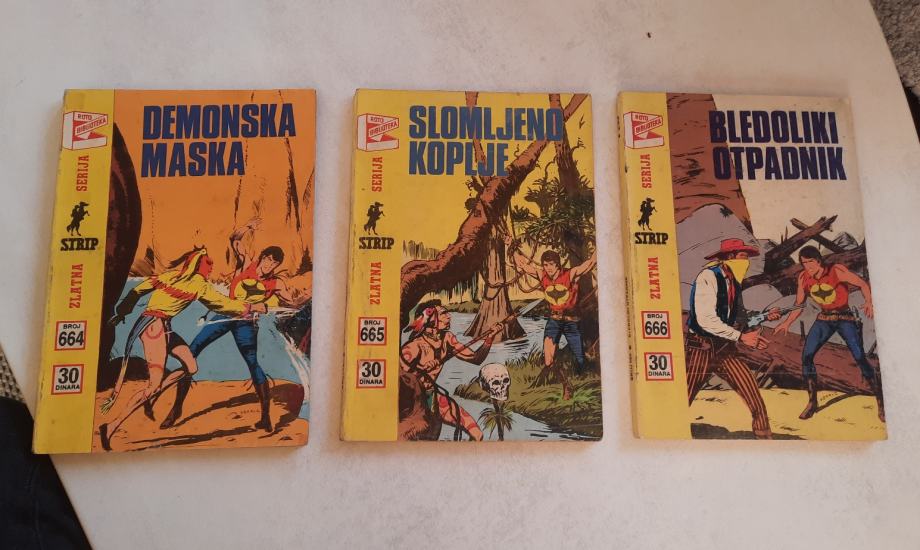 ROTO
BIBLIOTEKA
DEMONSKA
MASKA
ZLATNA SERIJA
STRIP
BROJ
664
30
DINARA
ROTO
BIBLIOTEKA
SLOMLJENO
KOPLJE
ZLATNA SERIJA
STRIP
BROJ
665
30
DINARA
ROTO
BIBLIOTEKA
BLEDOLIKI
OTPADNIK
ZLATNA SERIJA
STRIP
BROJ
666
30
DINARA